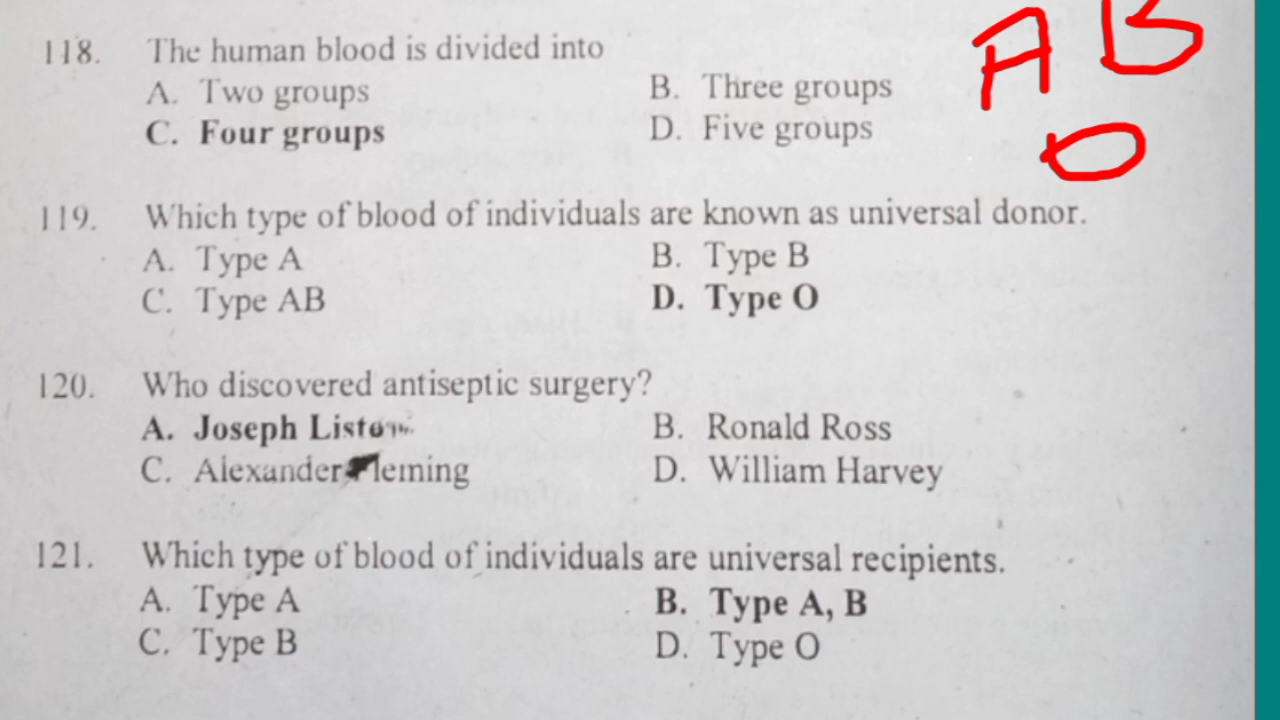 A B
O
118. The human blood is divided into
A. Two groups B. Three groups
C. Four groups D. Five groups
119. Which type of blood of individuals are known as universal donor.
A. Type A B. Type B
C. Type AB D. Type O
120. Who discovered antiseptic surgery?
A. Joseph B. Ronald Ross
C. Alexander D. William Harvey
121. Which type of blood of individuals are universal recipients.
A. Type A B. Type A, B
C. Type B D. Type O